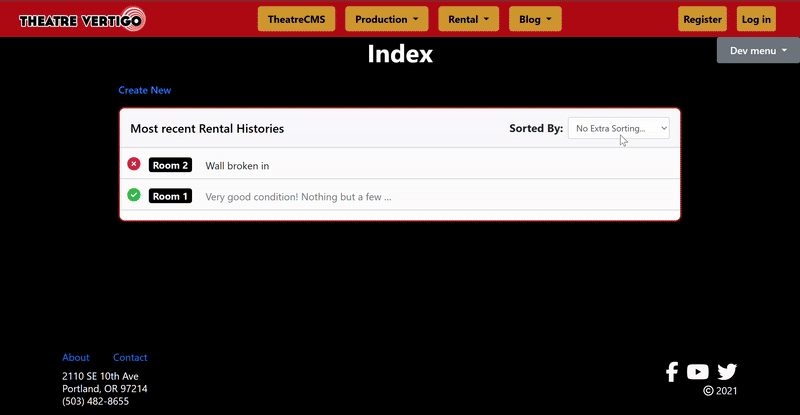 THEATRE VERTIGO
TheatreCMS Production Rental Blog Register Log in
Index
Dev menu
Create New
Most recent Rental Histories Sorted By: No Extra Sorting...
Room 2 Wall broken in
Room 1 Very good condition! Nothing but a few ...
About Contact
2110 SE 10th Ave
Portland, OR 97214
(503) 482-8655
© 2021